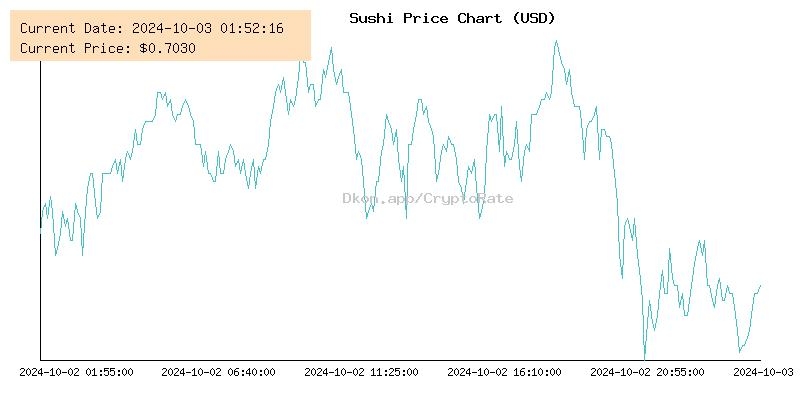 Sushi Price Chart (USD)
Current Date: 2024-10-03 01:52:16
Current Price: $0.7030
Dkon.app/CryptoRate
2024-10-02 01:55:00 2024-10-02 06:40:00 2024-10-02 11:25:00 2024-10-02 16:10:00 2024-10-02 20:55:00 2024-10-03